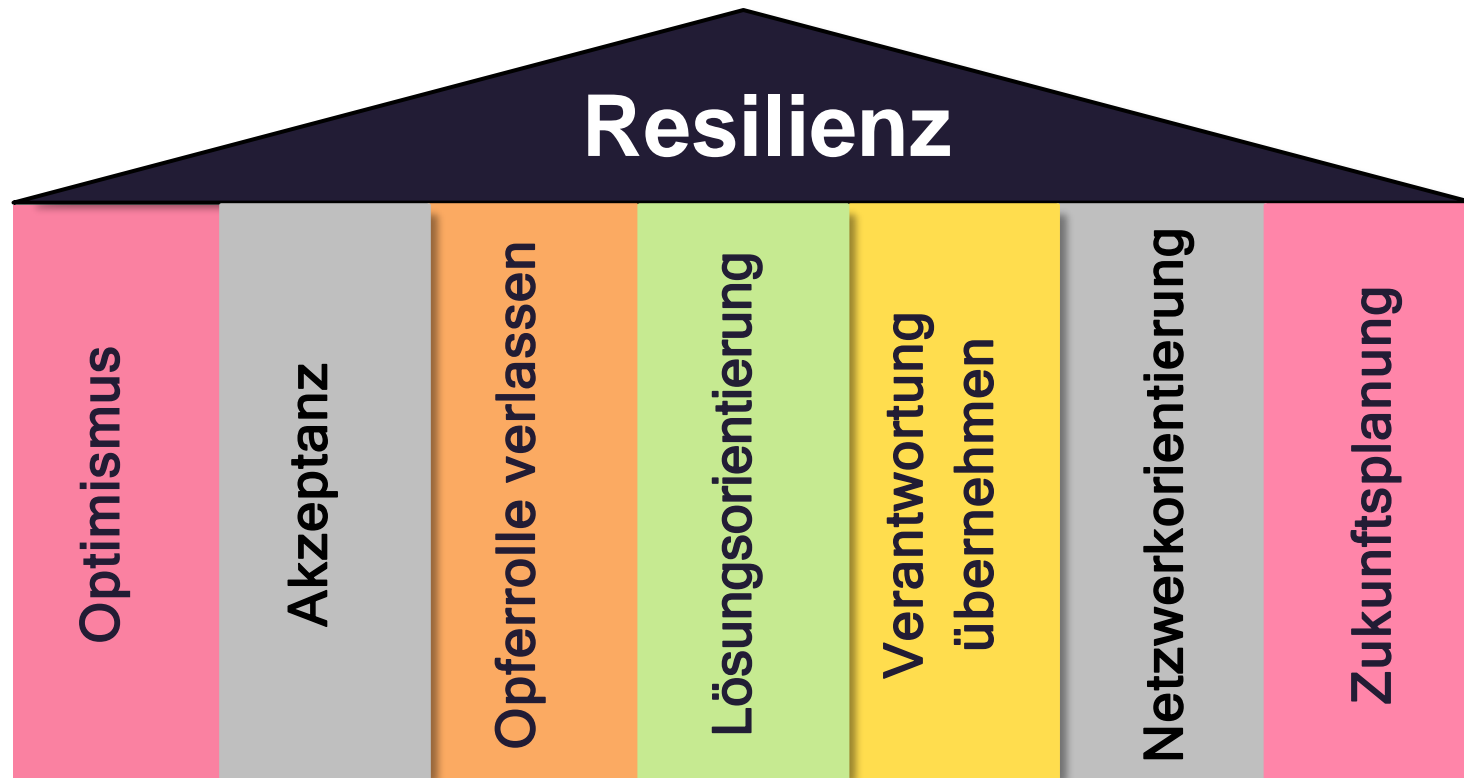 Resilienz
Optimismus
Akzeptanz
Opferrolle verlassen
Lösungsorientierung
Verantwortung
übernehmen
Netzwerkorientierung
Zukunftsplanung